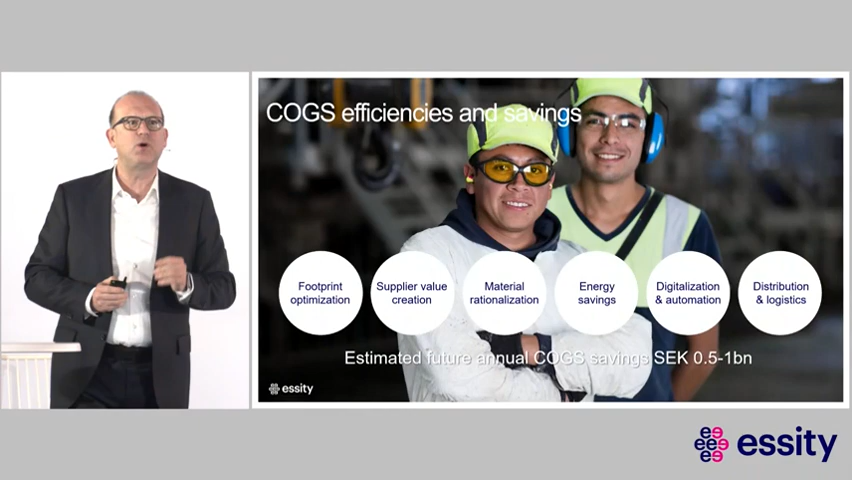 COGS efficiencies and savings
Footprint
optimization
Supplier value
creation
Material
rationalization
Energy
savings
Digitalization
& automation
Distribution
& logistics
Estimated future annual COGS savings SEK 0.5-1bn
essity
essity